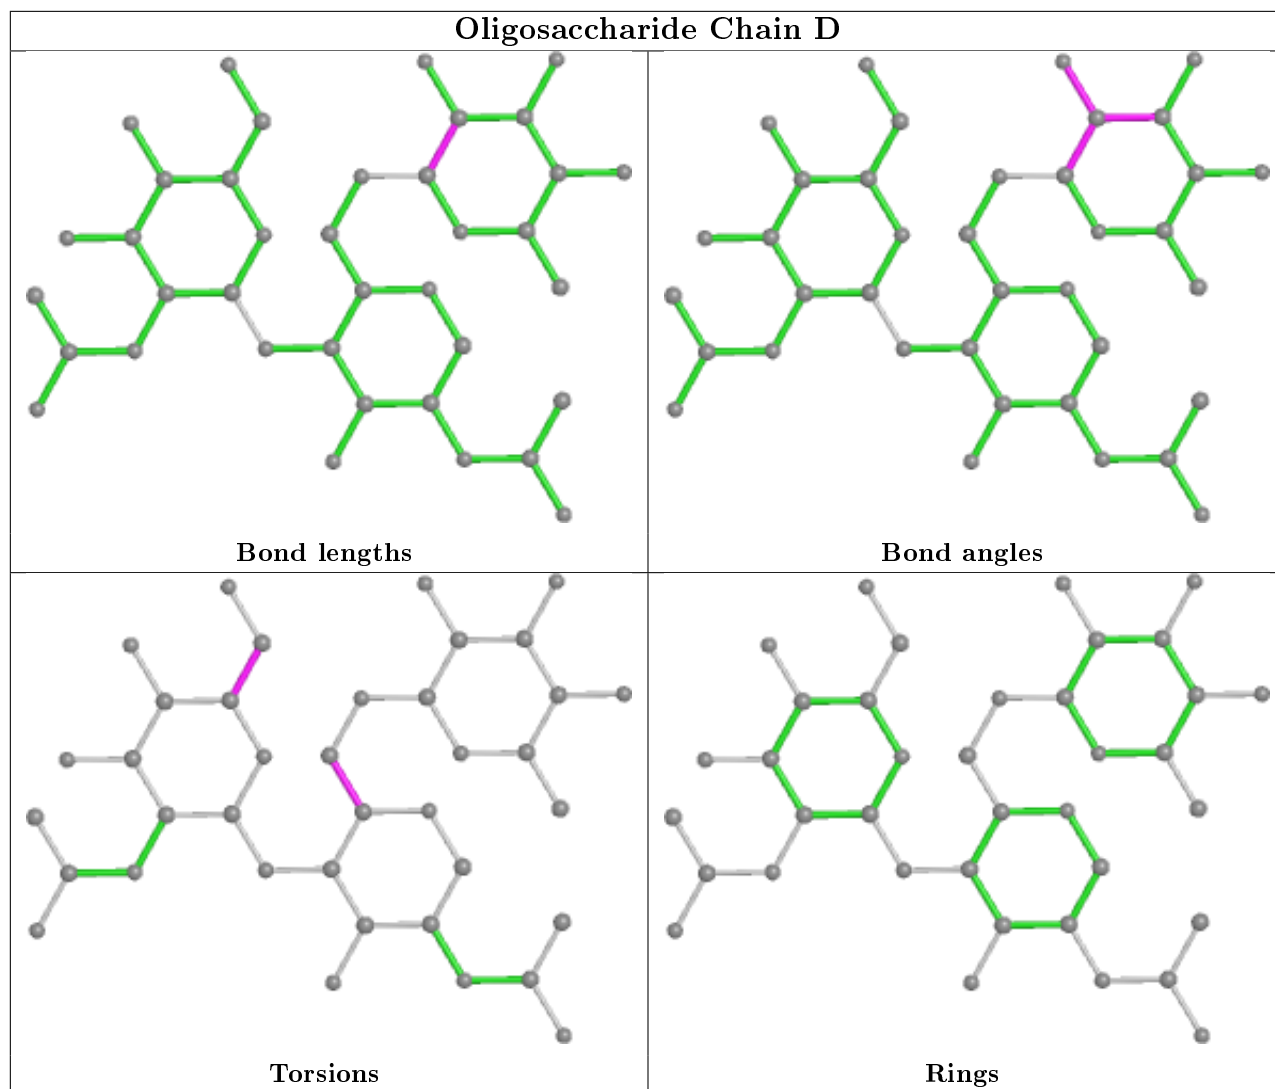 Oligosaccharide Chain D
Bond lengths
Bond angles
Torsions
Rings